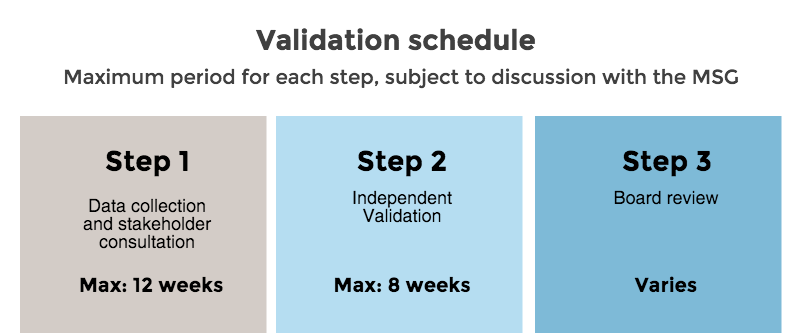 Validation schedule
Maximum period for each step, subject to discussion with the MSG
Step 1
Data collection
and stakeholder
consultation
Max: 12 weeks
Step 2
Independent
Validation
Max: 8 weeks
Step 3
Board review
Varies